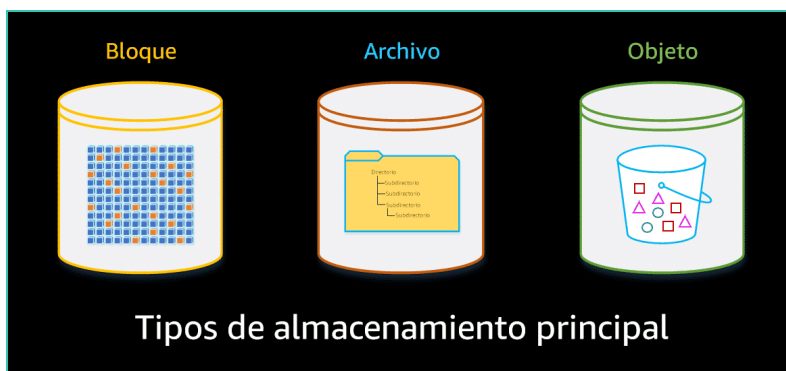 Bloque
Archivo
Objeto
Directorio
Subdirectorio
Subdirectorio
Subdirectorio
Subdirectorio
Tipos de almacenamiento principal